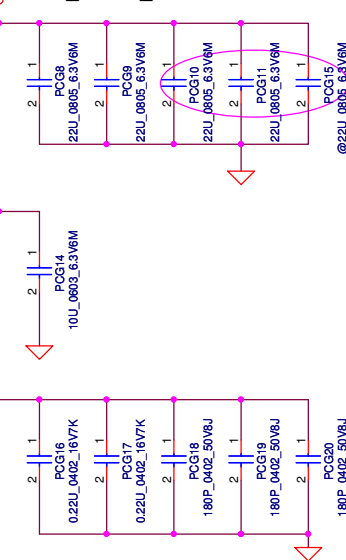 1
2
PCG8
22U_0805_6.3V6M
1
2
PCG9
22U_0805_6.3V6M
1
2
PCG10
22U_0805_6.3V6M
1
2
PCG11
22U_0805_6.3V6M
1
2
PCG15
@22U_0805_6.3V6M
1
2
PCG14
10U_0603_6.3V6M
1
2
PCG16
0.22U_0402_16V7K
1
2
PCG17
0.22U_0402_16V7K
1
2
PCG18
180P_0402_50V8J
1
2
PCG19
180P_0402_50V8J
1
2
PCG20
180P_0402_50V8J